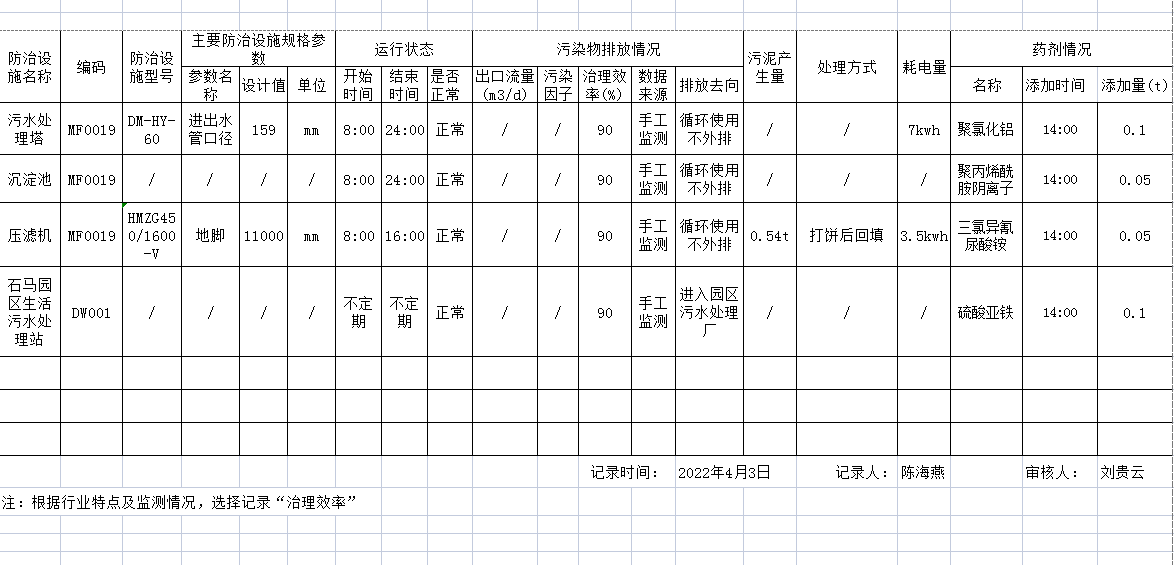 防治设施名称 编码 防治设施型号 主要防治设施规格参数 运行状态 污染物排放情况 污泥产生量 处理方式 耗电量 药剂情况
参数名称 设计值 单位 开始时间 结束时间 是否正常 出口流量(m3/d) 污染因子 治理效率(%) 数据来源 排放去向 名称 添加时间 添加量(t)
污水处理塔 MF0019 DM-HY-60 进出水管口径 159 mm 8:00 24:00 正常 / / 90 手工监测 循环使用不外排 / / 7kwh 聚氯化铝 14:00 0.1
沉淀池 MF0019 / / / / 8:00 24:00 正常 / / 90 手工监测 循环使用不外排 / / / 聚丙烯酰胺阴离子 14:00 0.05
压滤机 MF0019 HMZG450/1600-V 地脚 11000 mm 8:00 16:00 正常 / / 90 手工监测 循环使用不外排 0.54t 打饼后回填 3.5kwh 三氯异氰尿酸铵 14:00 0.05
石马园区生活污水处理站 DW001 / / / / 不定期 不定期 正常 / / 90 手工监测 进入园区污水处理厂 / / / 硫酸亚铁 14:00 0.1
记录时间： 2022年4月3日 记录人： 陈海燕 审核人： 刘贵云
注：根据行业特点及监测情况，选择记录“治理效率”